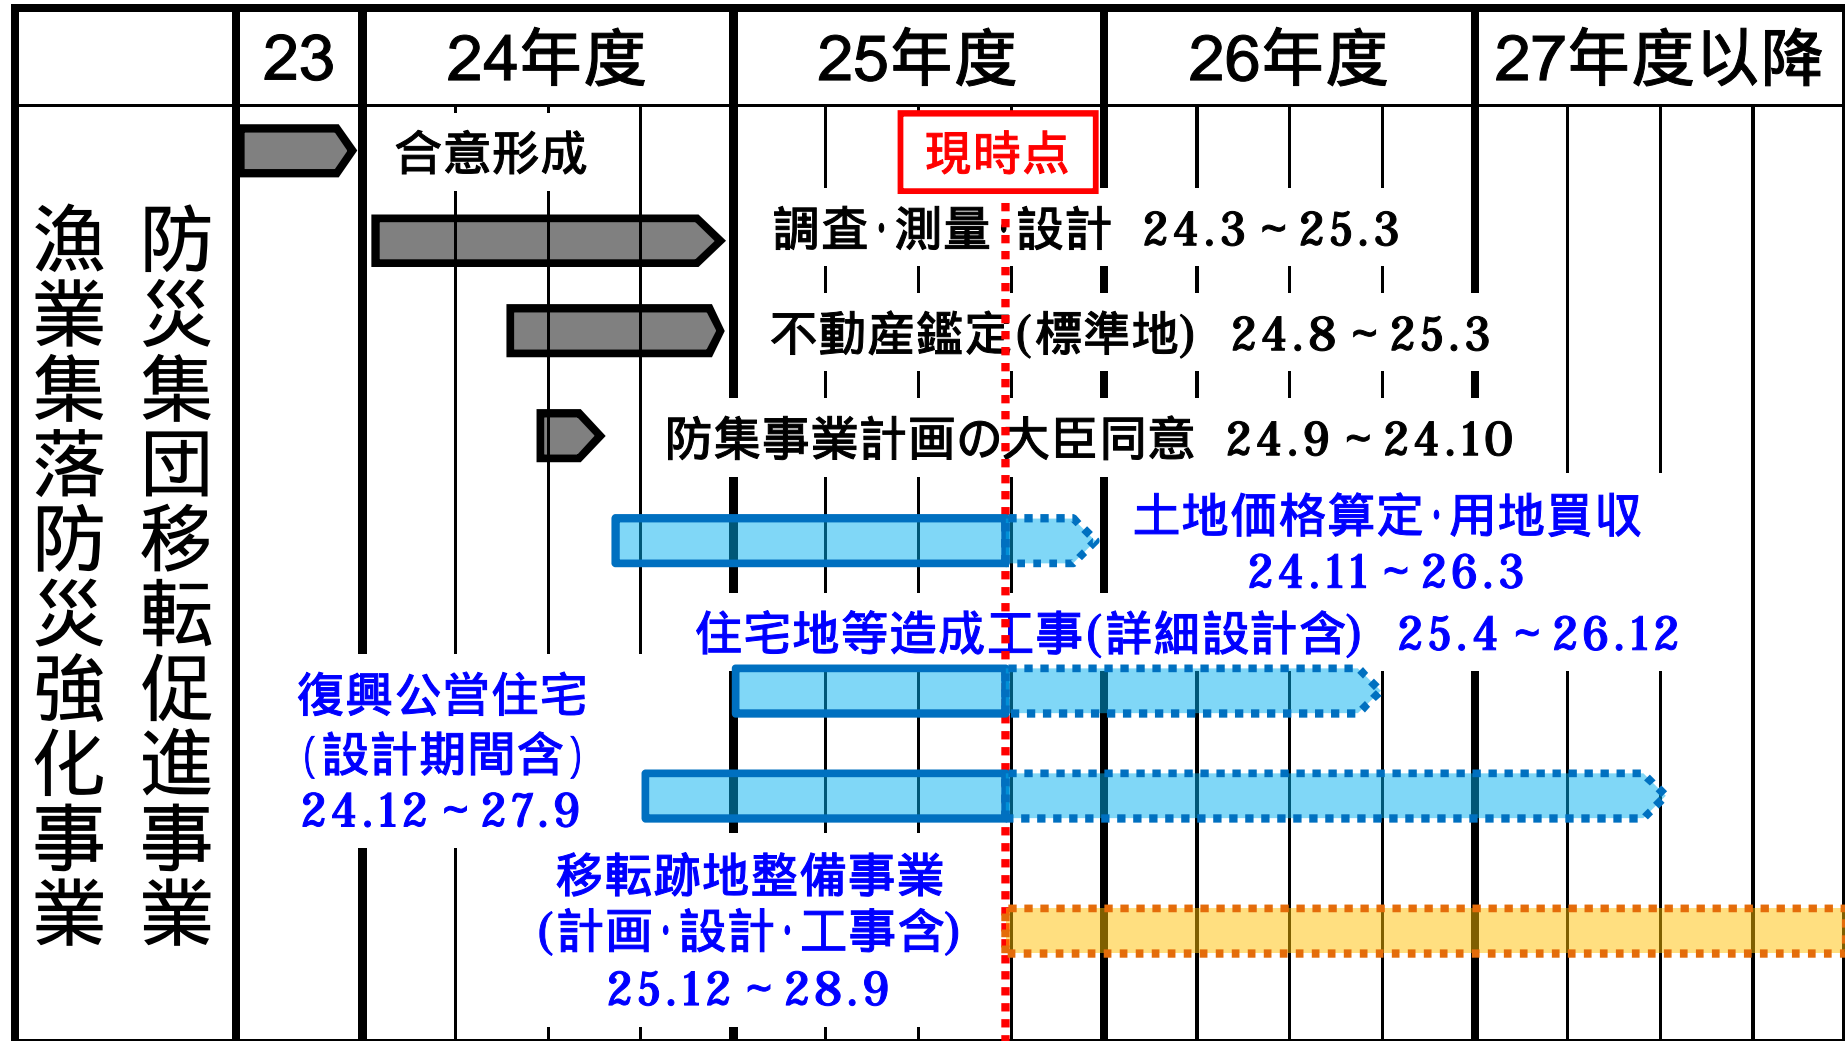 23
24年度
25年度
26年度
27年度以降
防災集団移転促進事業
漁業集落防災強化事業
合意形成
現時点
調査・測量・設計 24.3～25.3
不動産鑑定(標準地) 24.8～25.3
防集事業計画の大臣同意 24.9～24.10
土地価格算定・用地買収
24.11～26.3
住宅地等造成工事(詳細設計含) 25.4～26.12
復興公営住宅
(設計期間含)
24.12～27.9
移転跡地整備事業
(計画・設計・工事含)
25.12～28.9